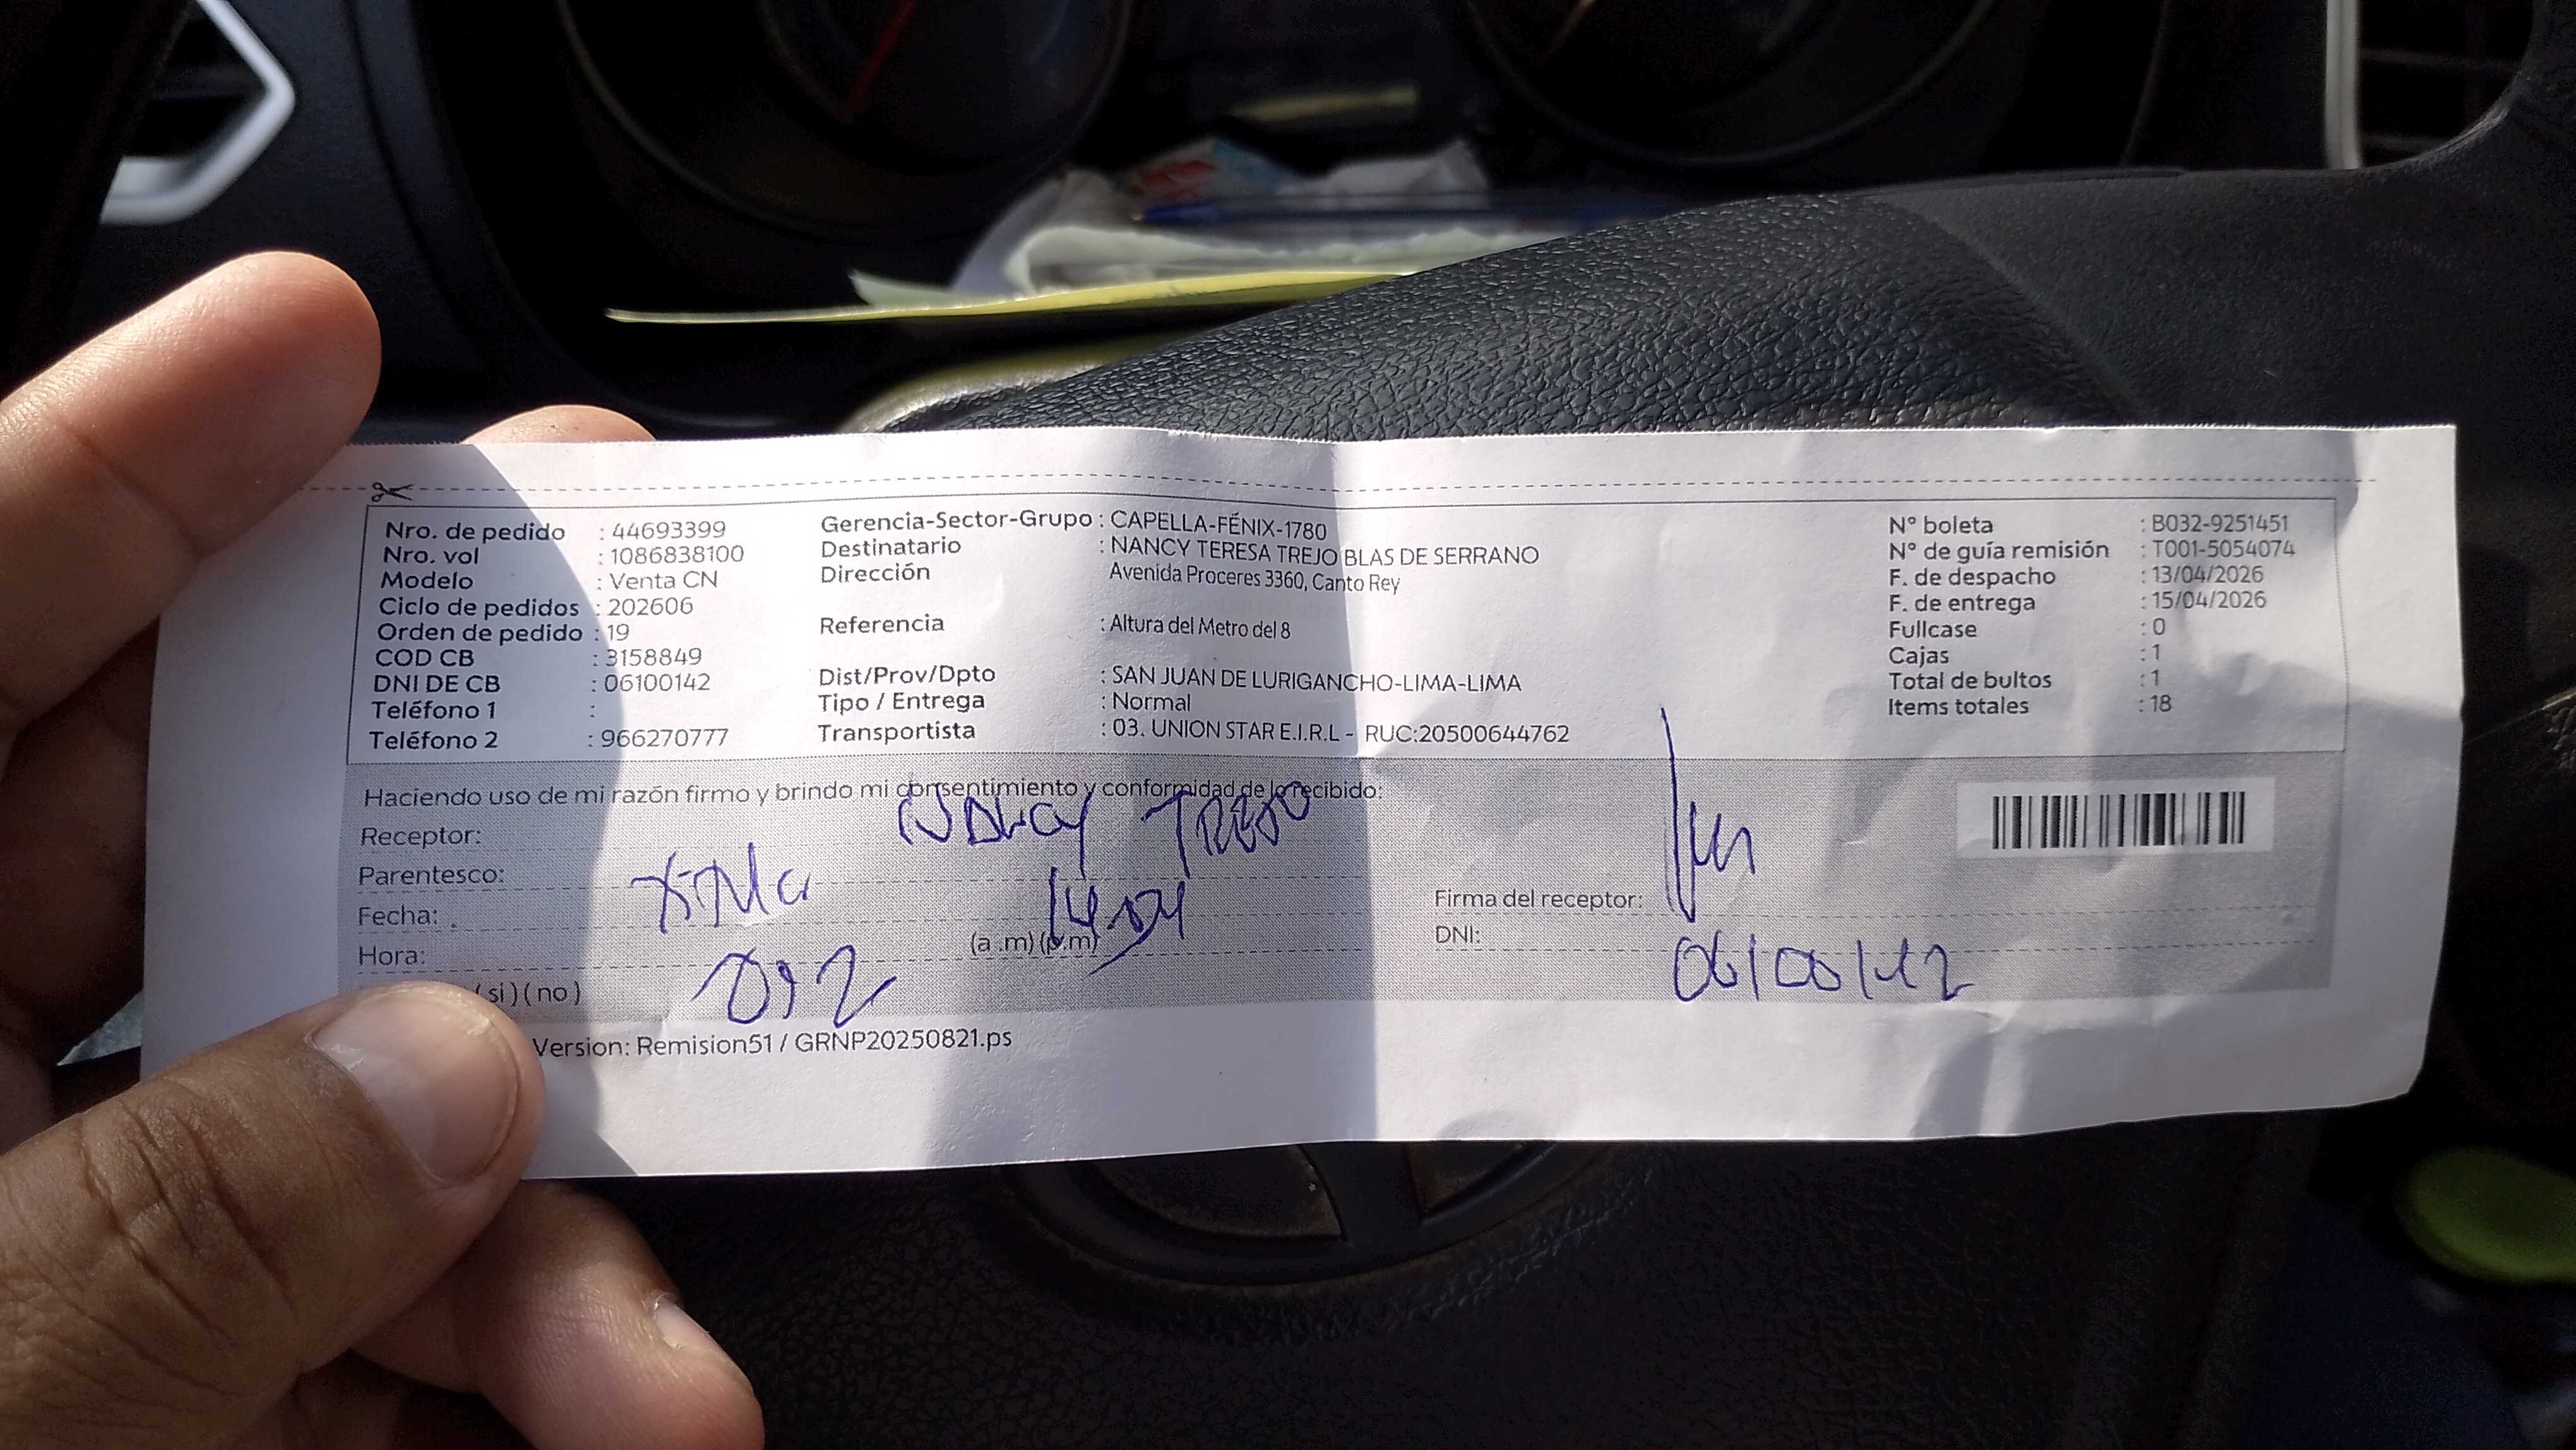 Nro. de pedido : 44693399
Nro. vol : 1086838100
Modelo : Venta CN
Ciclo de pedidos : 202606
Orden de pedido : 19
COD CB : 3158849
DNI DE CB : 06100142
Teléfono 1 :
Teléfono 2 : 966270777
Gerencia-Sector-Grupo : CAPELLA-FÉNIX-1780
Destinatario : NANCY TERESA TREJO BLAS DE SERRANO
Dirección Avenida Proceres 3360, Canto Rey
Referencia : Altura del Metro del 8
Dist/Prov/Dpto : SAN JUAN DE LURIGANCHO-LIMA-LIMA
Tipo / Entrega : Normal
Transportista : 03. UNION STAR E.I.R.L - RUC:20500644762
N° boleta : B032-9251451
N° de guía remisión : T001-5054074
F. de despacho : 13/04/2026
F. de entrega : 15/04/2026
Fullcase : 0
Cajas : 1
Total de bultos : 1
Items totales : 18
Haciendo uso de mi razón firmo y brindo mi consentimiento y conformidad de lo recibido:
Receptor: NANCY TREJO
Parentesco:
Fecha:
Hora: (a .m) (p.m)
(si) (no)
Firma del receptor:
DNI: 06100142
Version: Remision51 / GRNP20250821.ps